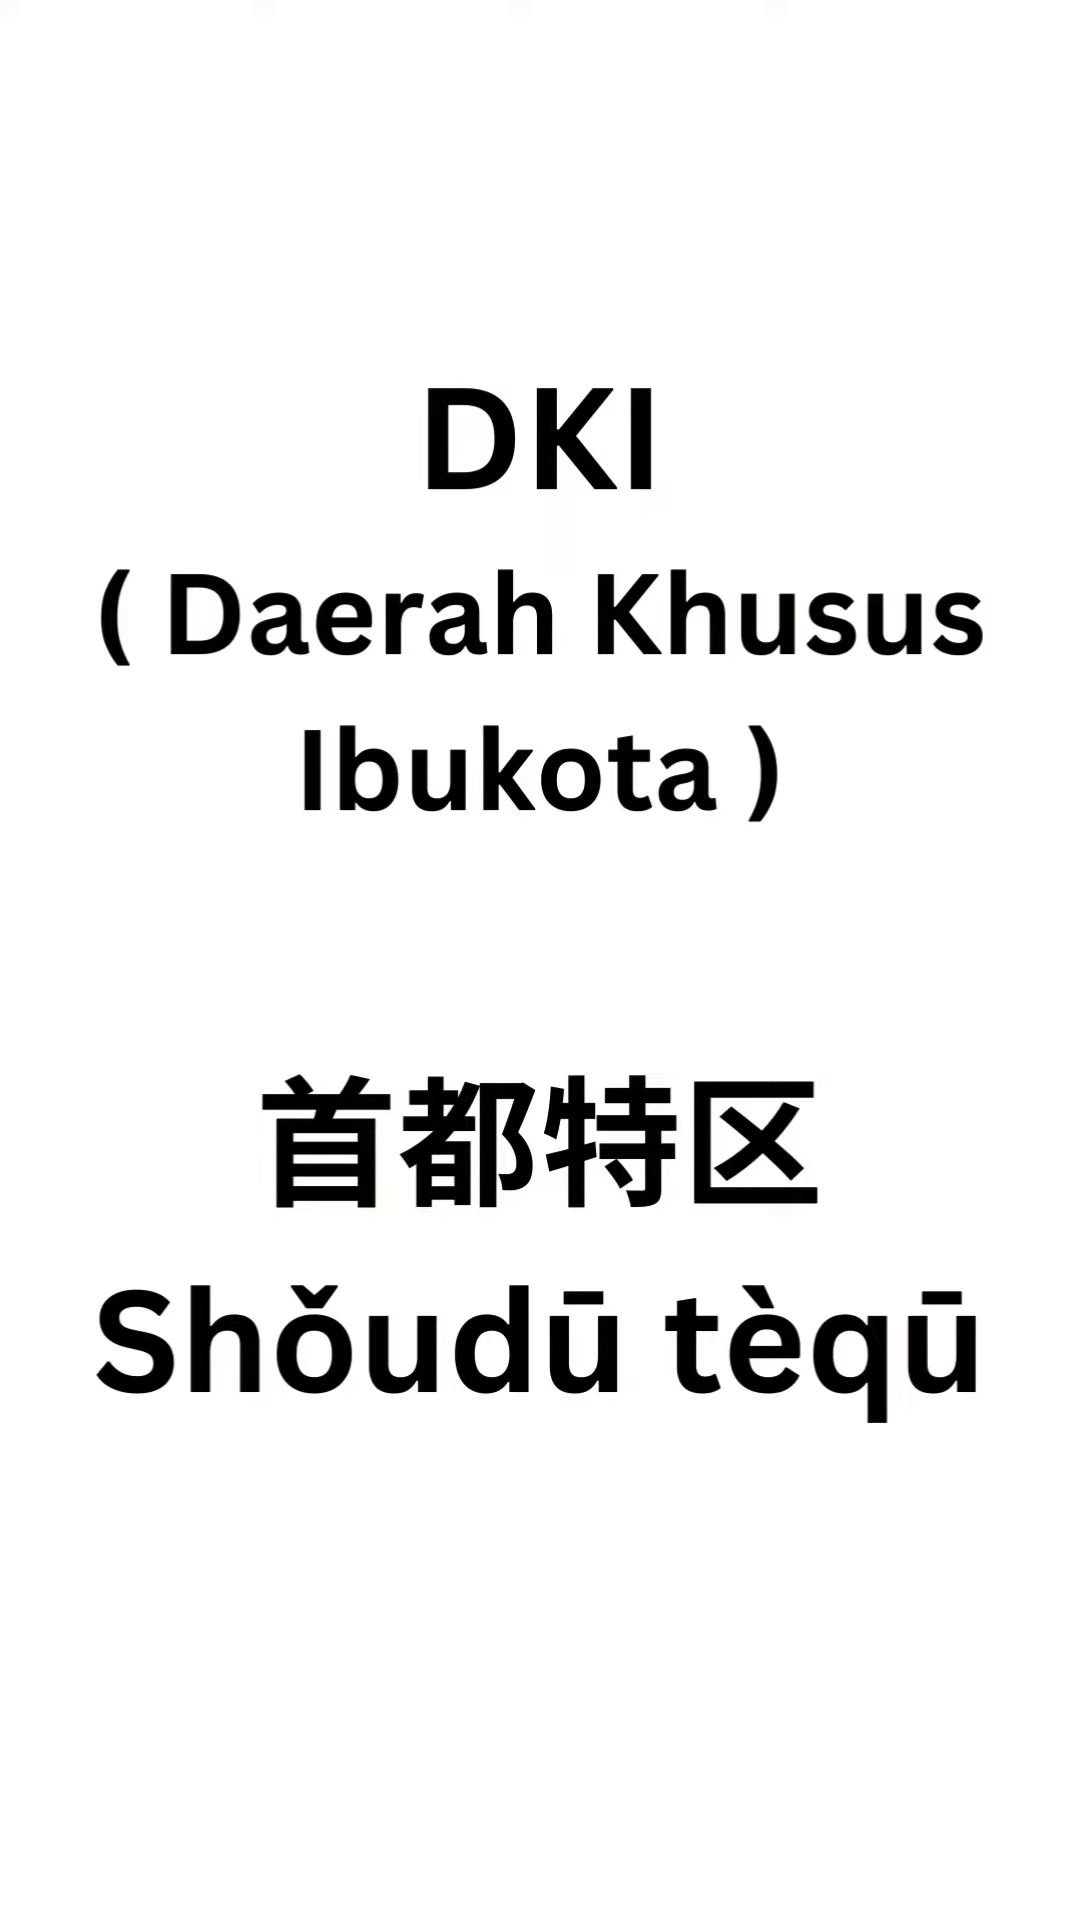 DKI
( Daerah Khusus
Ibukota )
首都特区
Shǒudū tèqū